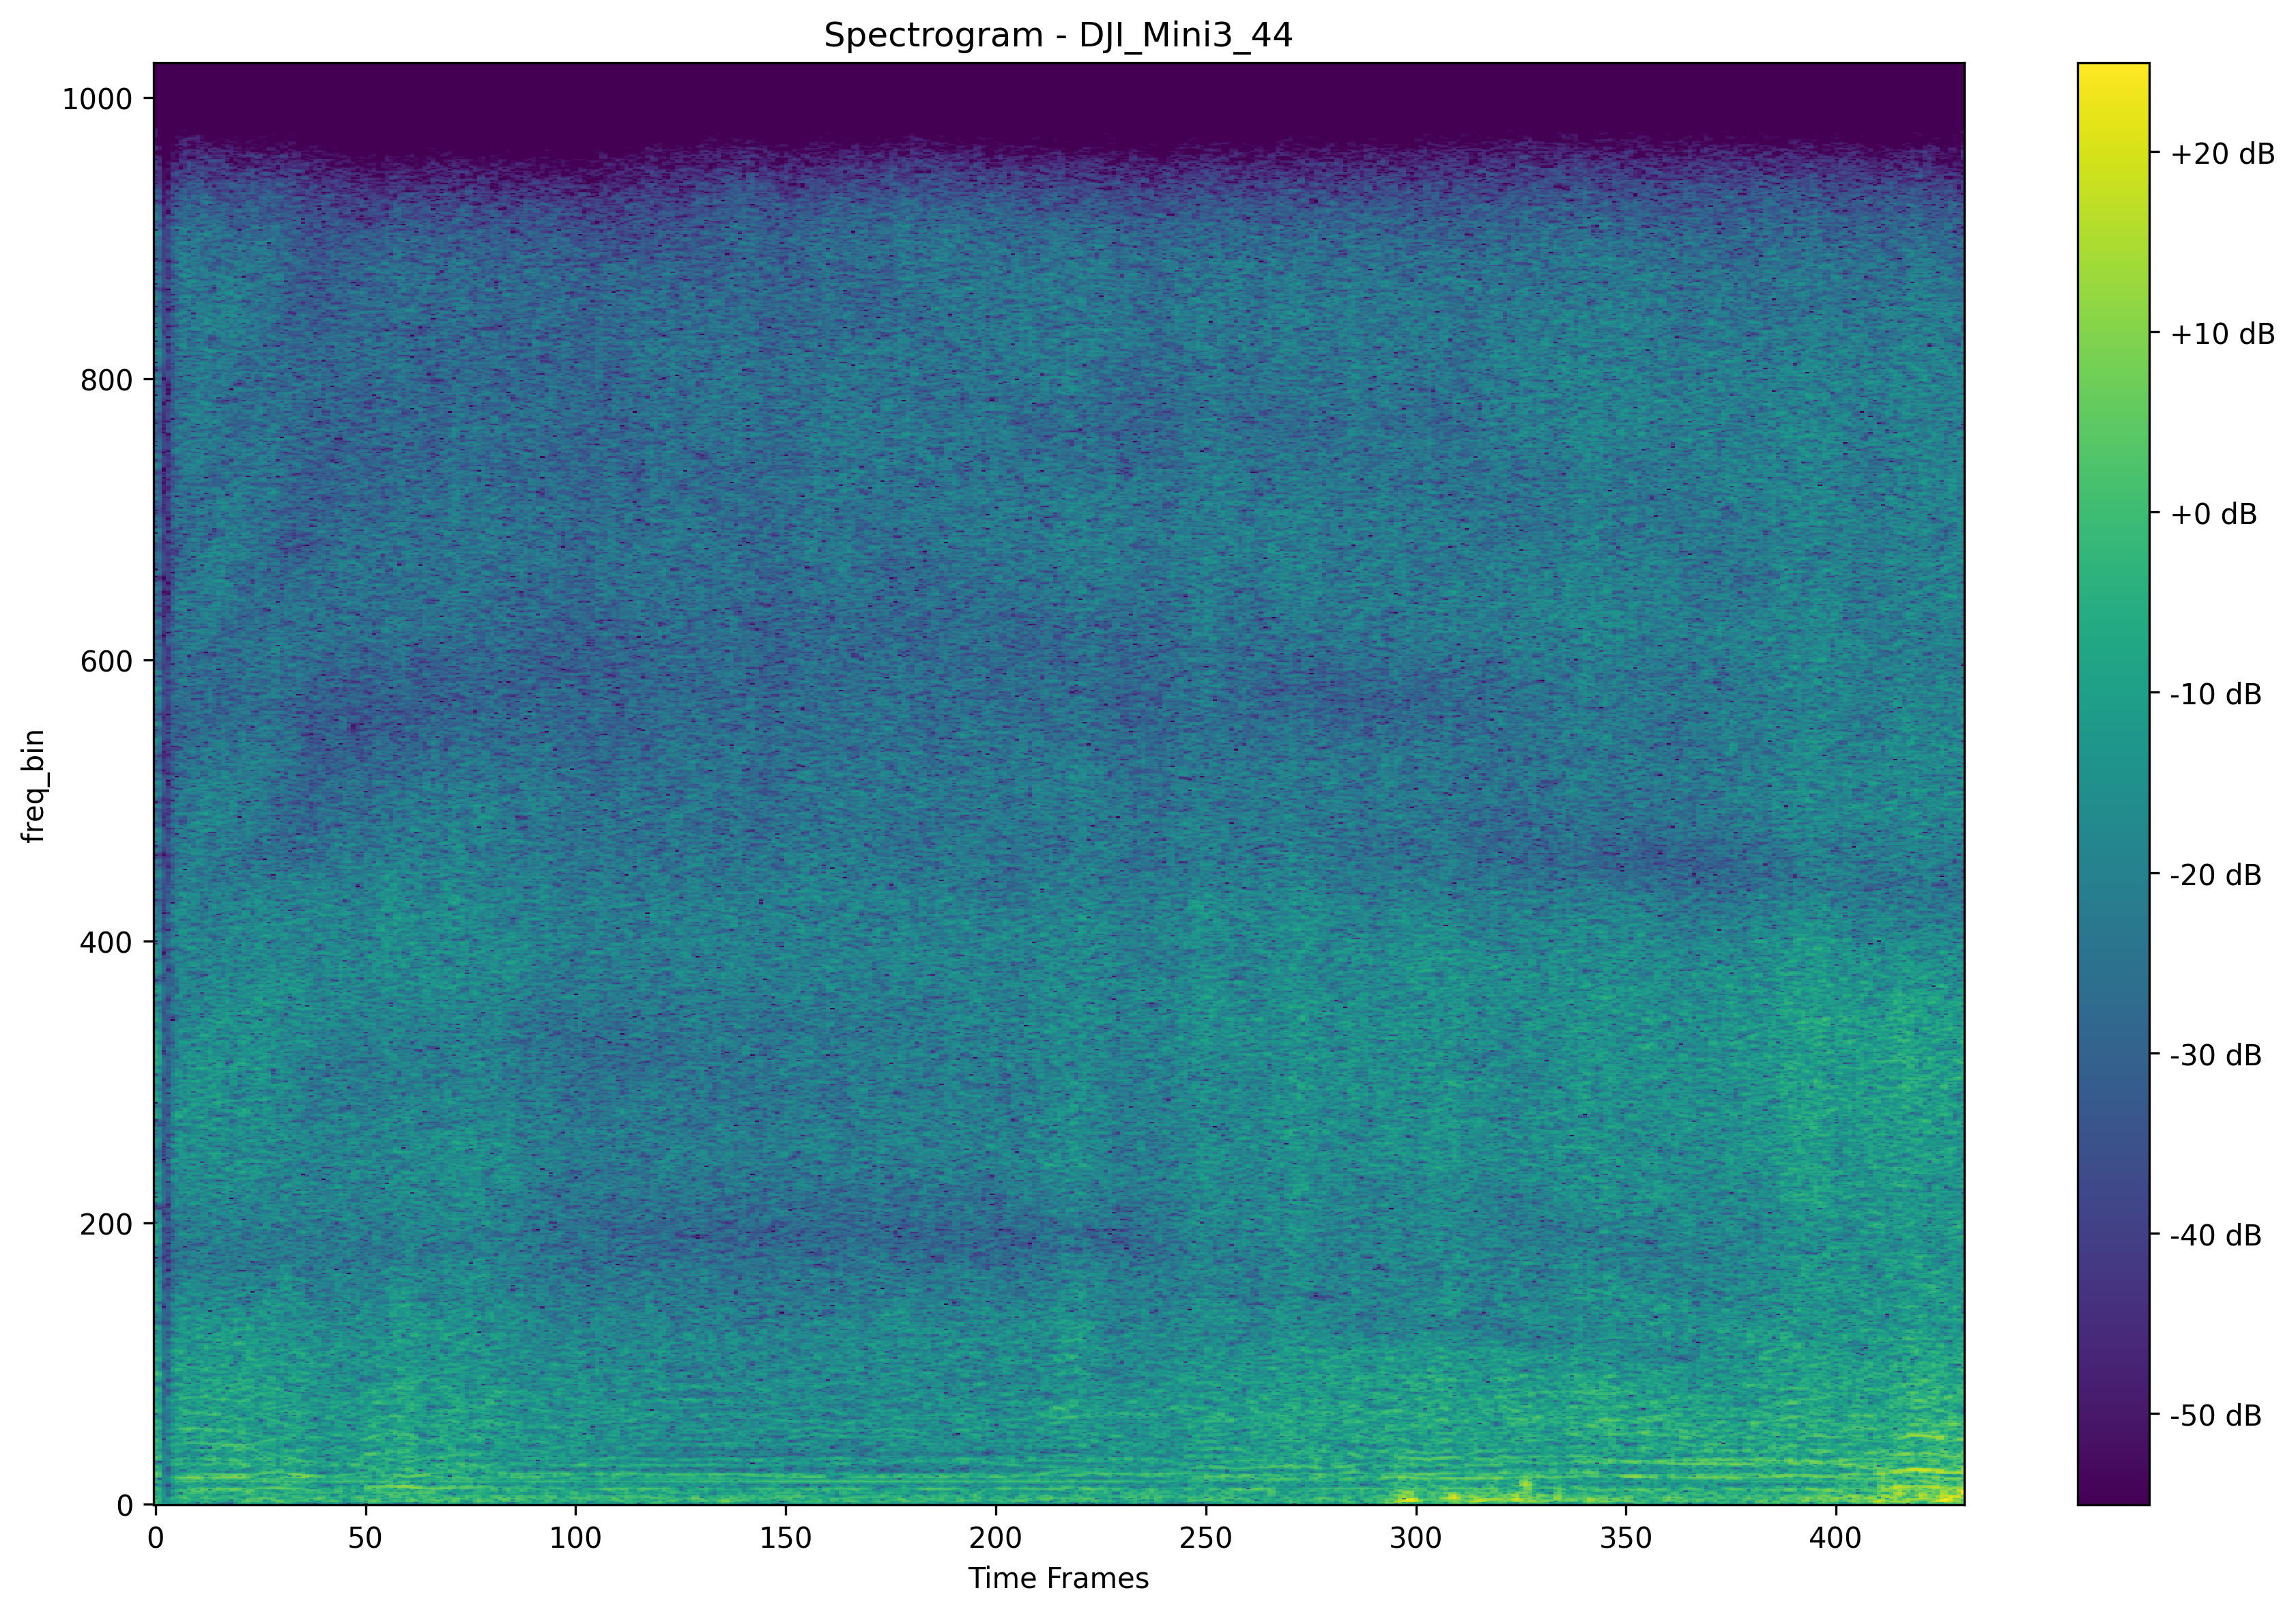 Spectrogram - DJI_Mini3_44
1000
800
600
400
200
0
freq_bin
0 50 100 150 200 250 300 350 400
Time Frames
+20 dB
+10 dB
+0 dB
-10 dB
-20 dB
-30 dB
-40 dB
-50 dB